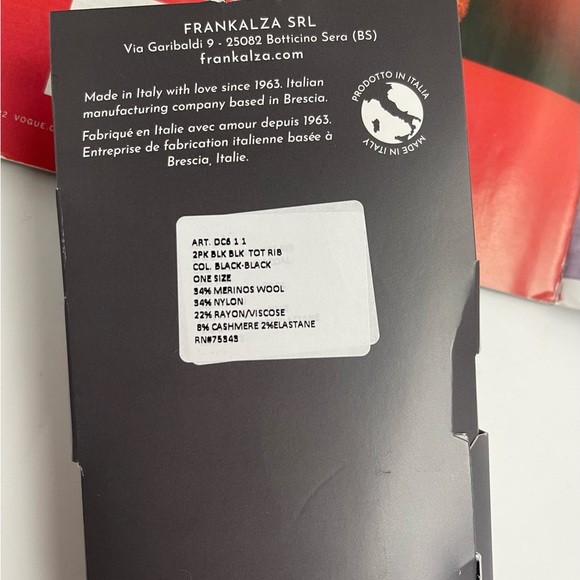 FRANKALZA SRL
Via Garibaldi 9 - 25082 Botticino Sera (BS)
frankalza.com
Made in Italy with love since 1963. Italian
manufacturing company based in Brescia.
Fabriqué en Italie avec amour depuis 1963.
Entreprise de fabrication italienne basée à
Brescia, Italie.
PRODOTTO IN ITALIA
MADE IN ITALY
ART. DC6 1 1
2PK BLK BLK TOT RIB
COL. BLACK-BLACK
ONE SIZE
34% MERINOS WOOL
34% NYLON
22% RAYON/VISCOSE
8% CASHMERE 2%ELASTANE
RN#75343
VOGUE.